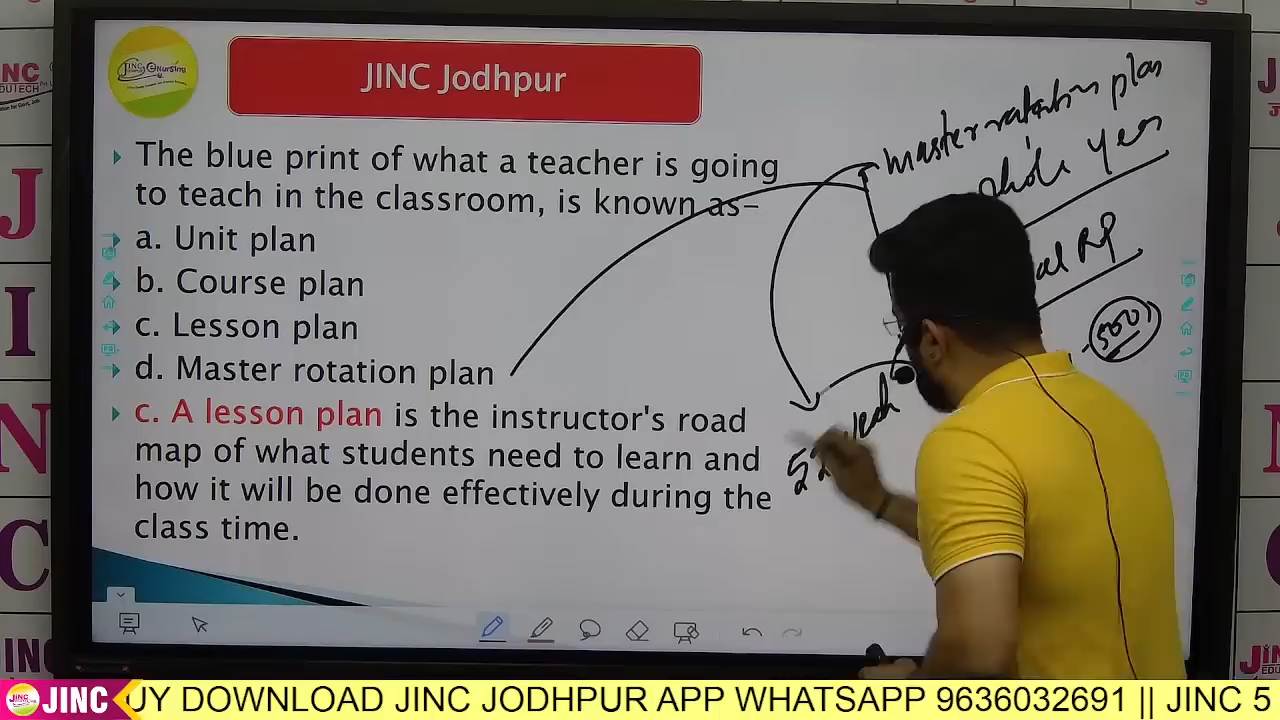 JINC Jodhpur
The blue print of what a teacher is going
to teach in the classroom, is known as-
a. Unit plan
b. Course plan
c. Lesson plan
d. Master rotation plan
c. A lesson plan is the instructor's road
map of what students need to learn and
how it will be done effectively during the
class time.
master rotation plan
Year
RP
52
JINC
UY DOWNLOAD JINC JODHPUR APP WHATSAPP 9636032691 || JINC 5